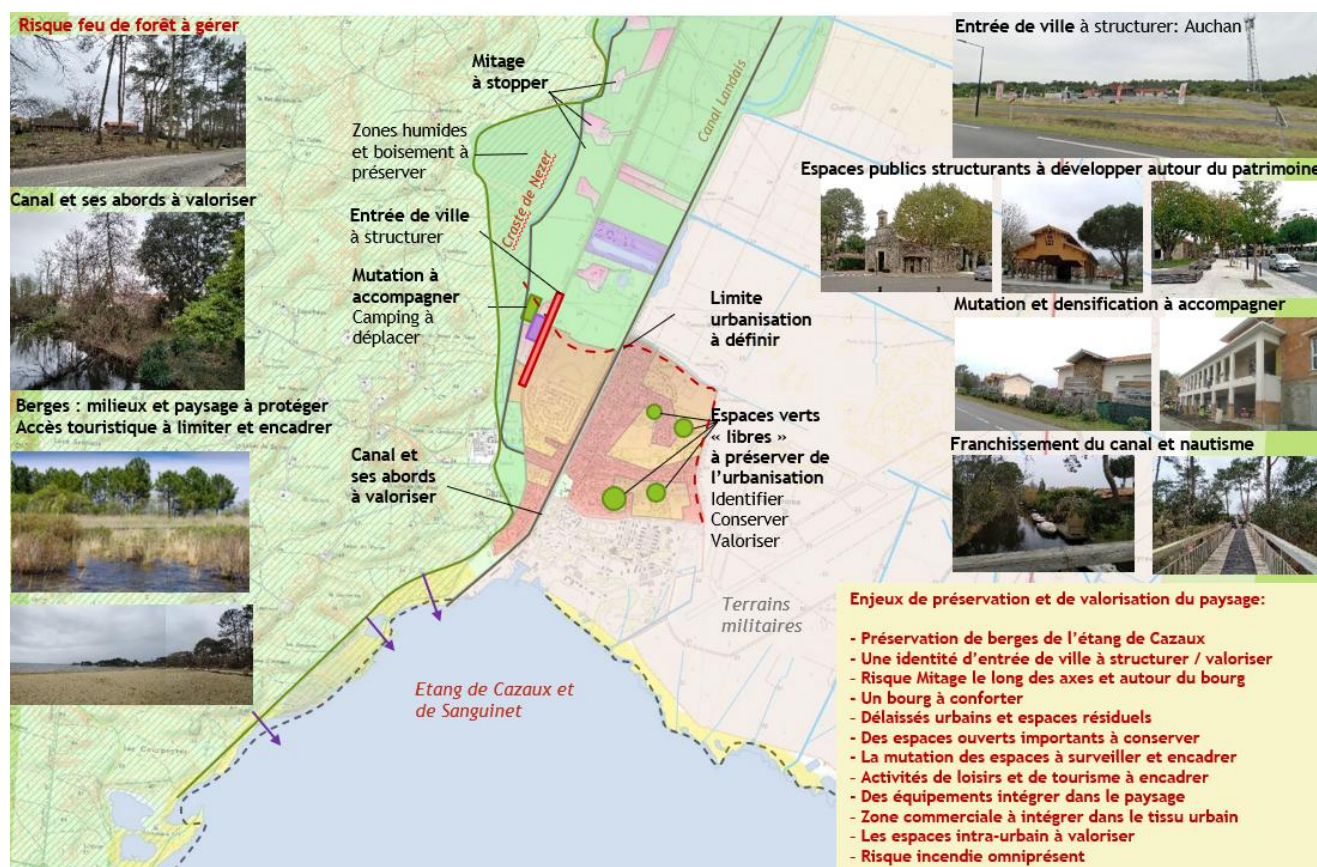 Risque feu de forêt à gérer
Canal et ses abords à valoriser
Berges : milieux et paysage à protéger
Accès touristique à limiter et encadrer
Mitage
à stopper
Zones humides
et boisement à
préserver
Craste de Nezer
Canal Landais
Entrée de ville
à structurer
Mutation à
accompagner
Camping à
déplacer
Limite
urbanisation
à définir
Canal et
ses abords
à valoriser
Espaces verts
« libres »
à préserver de
l’urbanisation
Identifier
Conserver
Valoriser
Terrains
militaires
Etang de Cazaux et
de Sanguinet
Entrée de ville à structurer: Auchan
Espaces publics structurants à développer autour du patrimoine
Mutation et densification à accompagner
Franchissement du canal et nautisme
Enjeux de préservation et de valorisation du paysage:
- Préservation de berges de l’étang de Cazaux
- Une identité d’entrée de ville à structurer / valoriser
- Risque Mitage le long des axes et autour du bourg
- Un bourg à conforter
- Délaissés urbains et espaces résiduels
- Des espaces ouverts importants à conserver
- La mutation des espaces à surveiller et encadrer
- Activités de loisirs et de tourisme à encadrer
- Des équipements intégrer dans le paysage
- Zone commerciale à intégrer dans le tissu urbain
- Les espaces intra-urbain à valoriser
- Risque incendie omniprésent